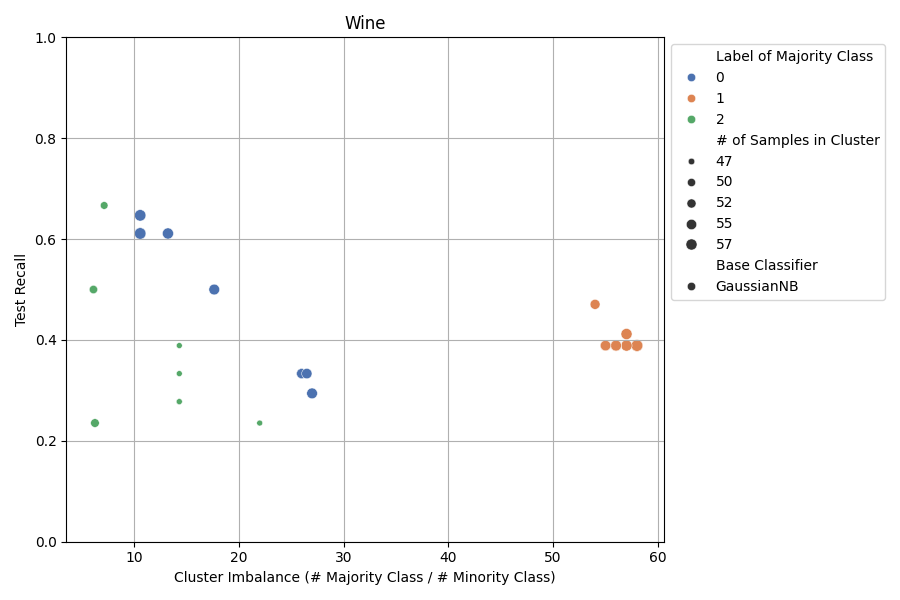 Wine
1.0
0.8
0.6
0.4
0.2
0.0
Test Recall
10
20
30
40
50
60
Cluster Imbalance (# Majority Class / # Minority Class)
Label of Majority Class
0
1
2
# of Samples in Cluster
47
50
52
55
57
Base Classifier
GaussianNB